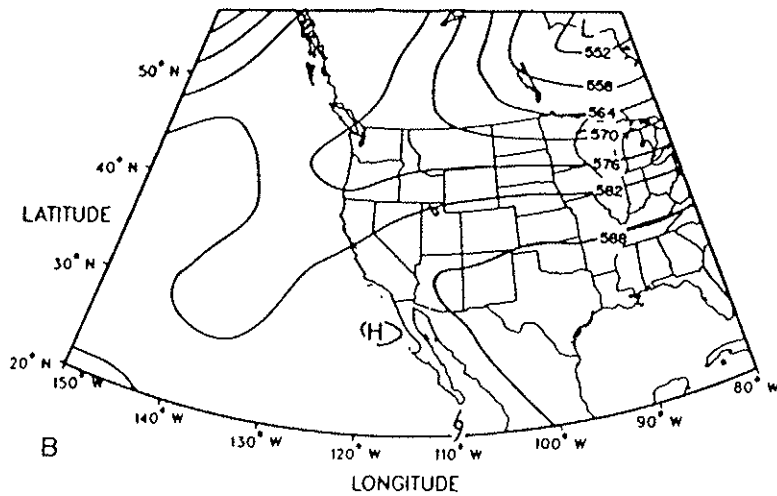 L
552
558
564
570
576
582
588
50° N
40° N
LATITUDE
30° N
20° N
150° W
140° W
130° W
120° W
110° W
100° W
90° W
80° W
H
B
LONGITUDE